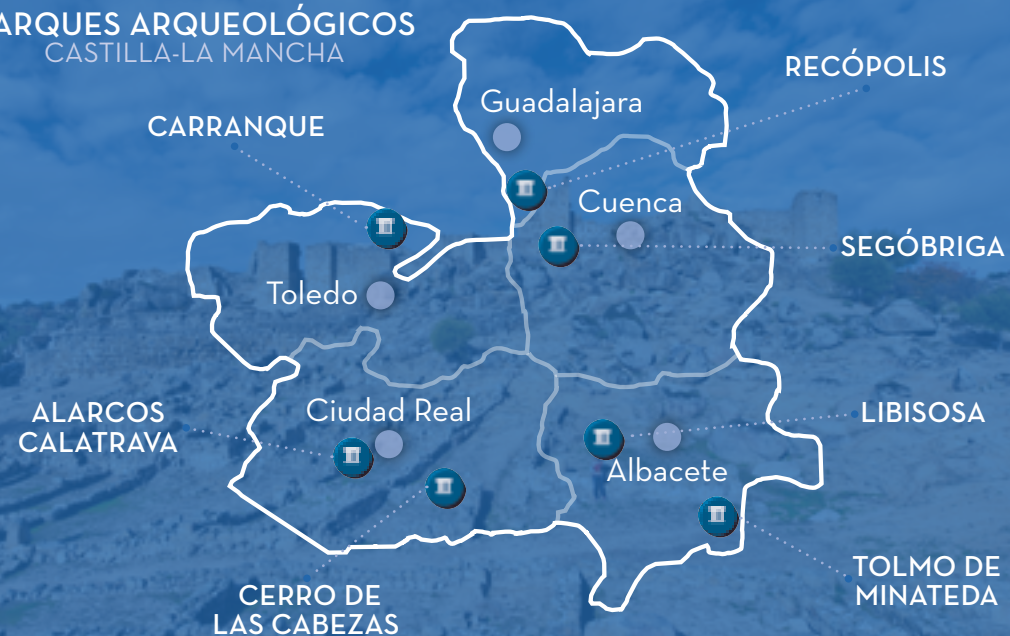 ARQUES ARQUEOLÓGICOS
CASTILLA-LA MANCHA
RECÓPOLIS
Guadalajara
CARRANQUE
Cuenca
SEGÓBRIGA
Toledo
ALARCOS
CALATRAVA
Ciudad Real
LIBISOSA
Albacete
TOLMO DE
MINATEDA
CERRO DE
LAS CABEZAS